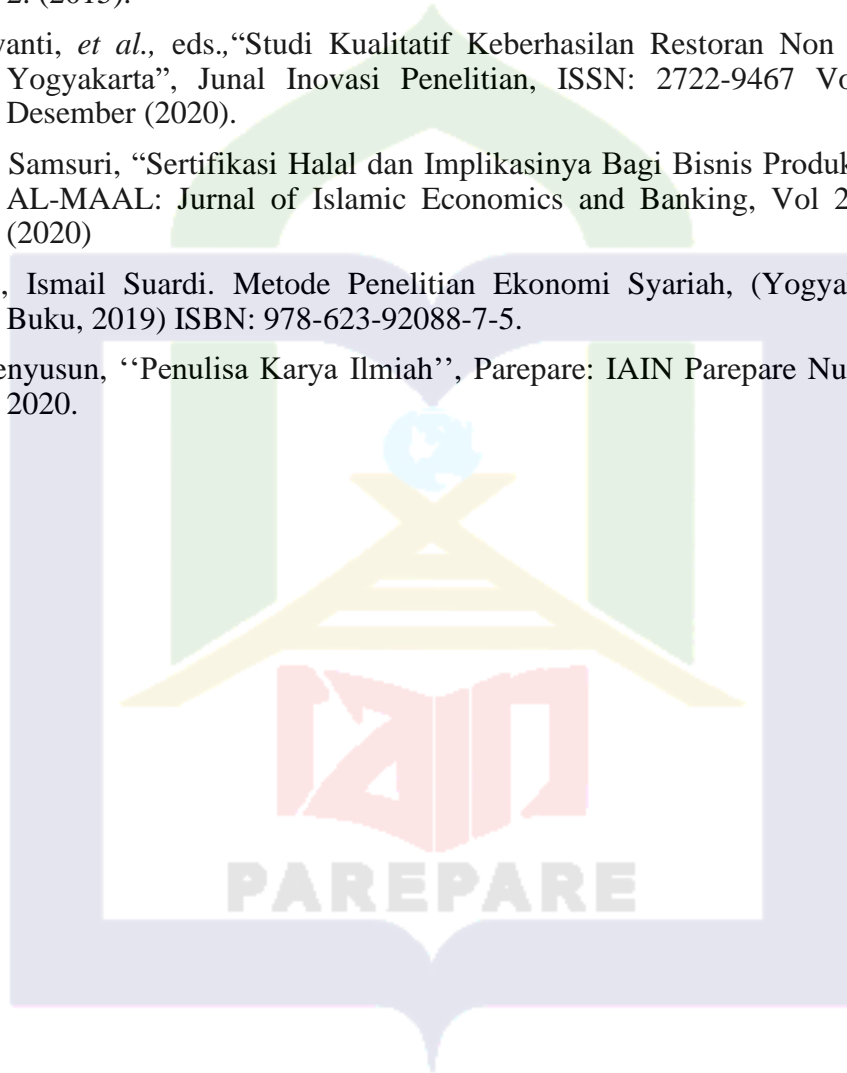 2. (2015).
vanti, et al., eds.,“Studi Kualitatif Keberhasilan Restoran Non
Yogyakarta”, Junal Inovasi Penelitian, ISSN: 2722-9467 Vo
Desember (2020).
Samsuri, “Sertifikasi Halal dan Implikasinya Bagi Bisnis Produk
AL-MAAL: Jurnal of Islamic Economics and Banking, Vol 2
(2020)
, Ismail Suardi. Metode Penelitian Ekonomi Syariah, (Yogya
Buku, 2019) ISBN: 978-623-92088-7-5.
enyusun, ‘‘Penulisa Karya Ilmiah’’, Parepare: IAIN Parepare Nu
2020.
IAIN
PAREPARE